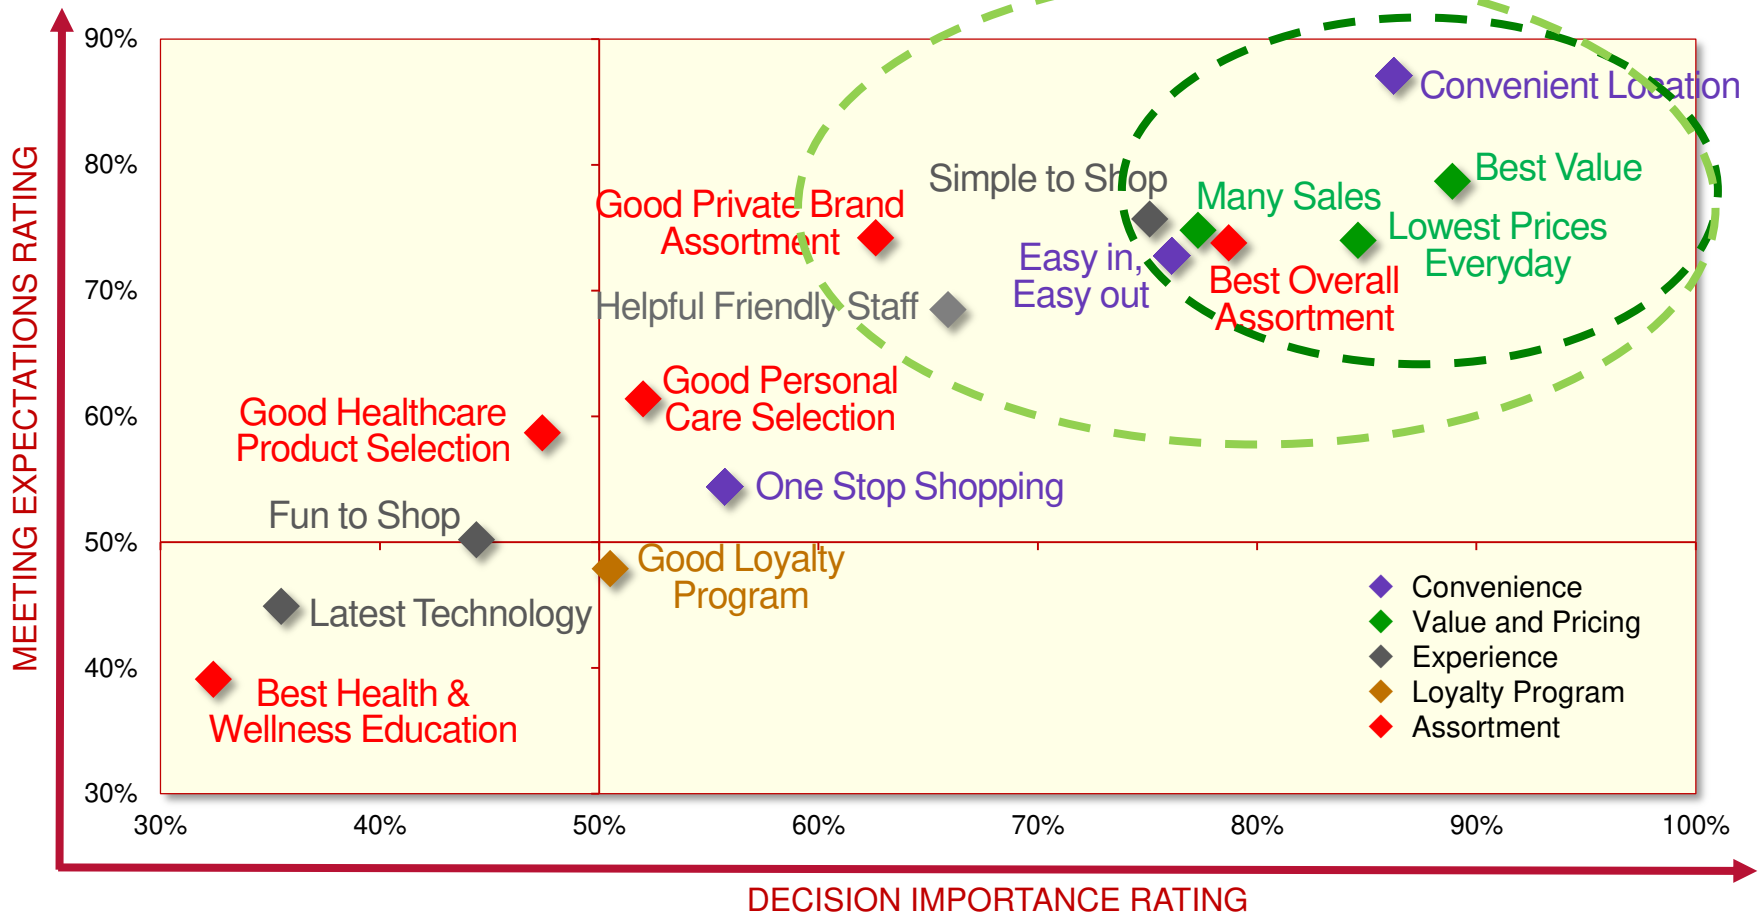 MEETING EXPECTATIONS RATING
90%
80%
70%
60%
50%
40%
30%
Convenient Location
Best Value
Simple to Shop
Many Sales
Good Private Brand
Assortment
Lowest Prices
Everyday
Easy in,
Easy out
Best Overall
Assortment
Helpful Friendly Staff
Good Personal
Care Selection
Good Healthcare
Product Selection
One Stop Shopping
Fun to Shop
Good Loyalty
Program
Latest Technology
Best Health &
Wellness Education
Convenience
Value and Pricing
Experience
Loyalty Program
Assortment
30%
40%
50%
60%
70%
80%
90%
100%
DECISION IMPORTANCE RATING